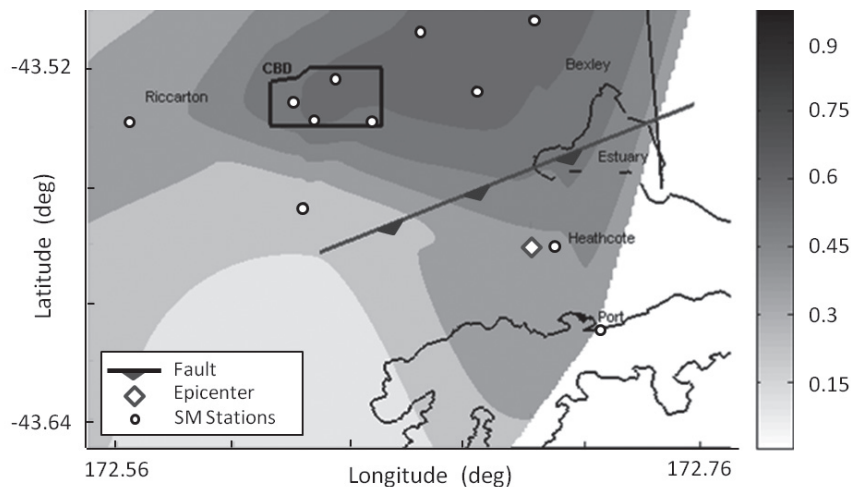 -43.52
-43.64
Latitude (deg)
CBD
Riccarton
Bexley
Estuary
Heathcote
Port
Fault
Epicenter
SM Stations
172.56
172.76
Longitude (deg)
0.9
0.75
0.6
0.45
0.3
0.15